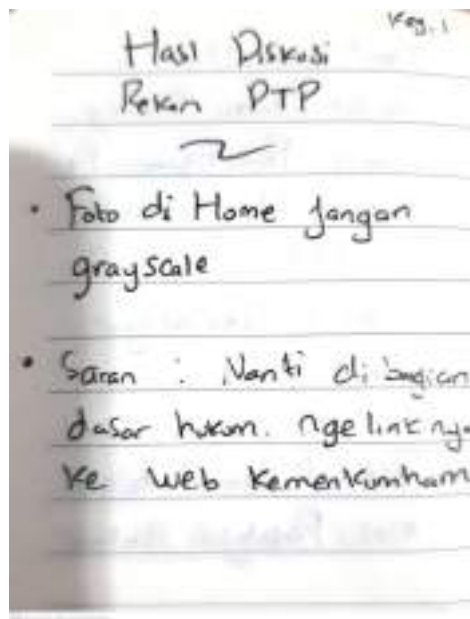 Keg. 1
Hasl Diskusi
Rekan PTP
• Foto di Home jangan
grayscale
• Saran : Nanti di bagian
dasar hukum. ngelinknya
ke web kemenkumham